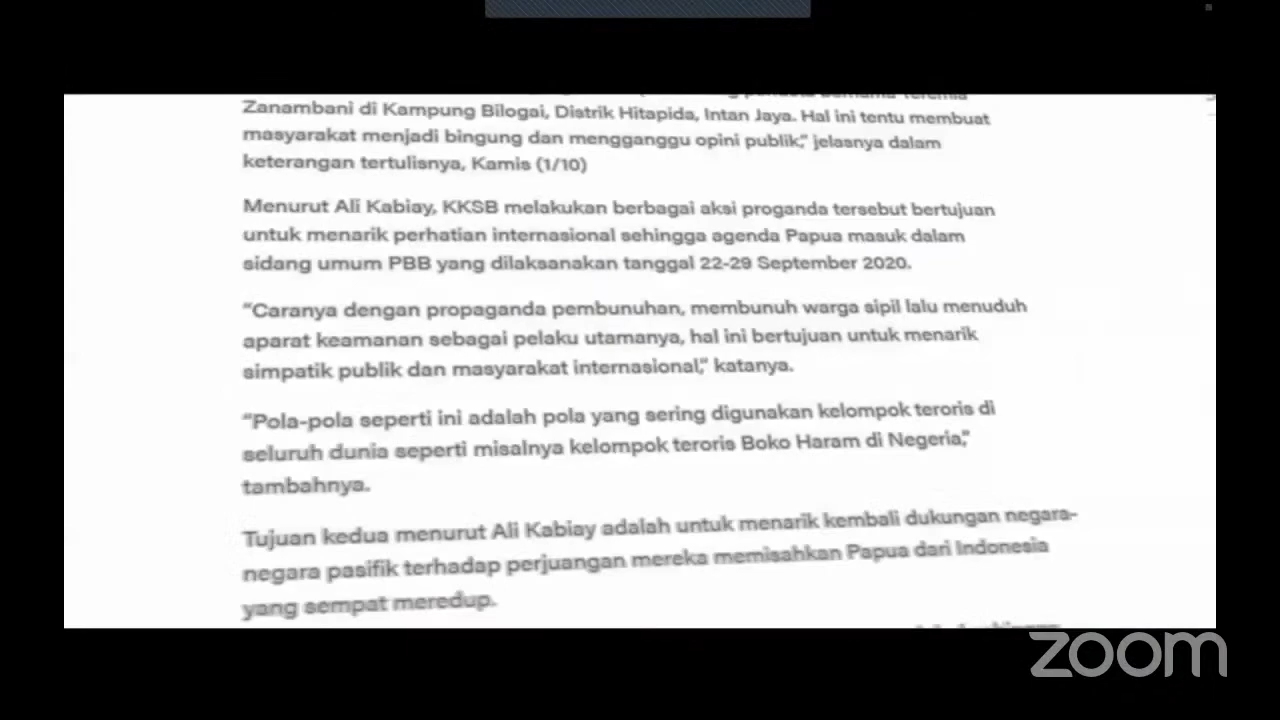 Zanambani di Kampung Bilogai, Distrik Hitapida, Intan Jaya. Hal ini tentu membuat
masyarakat menjadi bingung dan mengganggu opini publik," jelasnya dalam
keterangan tertulisnya, Kamis (1/10)
Menurut Ali Kabiay, KKSB melakukan berbagai aksi proganda tersebut bertujuan
untuk menarik perhatian internasional sehingga agenda Papua masuk dalam
sidang umum PBB yang dilaksanakan tanggal 22-29 September 2020.
"Caranya dengan propaganda pembunuhan, membunuh warga sipil lalu menuduh
aparat keamanan sebagai pelaku utamanya, hal ini bertujuan untuk menarik
simpatik publik dan masyarakat internasional," katanya.
"Pola-pola seperti ini adalah pola yang sering digunakan kelompok teroris di
seluruh dunia seperti misalnya kelompok teroris Boko Haram di Negeria,"
tambahnya.
Tujuan kedua menurut Ali Kabiay adalah untuk menarik kembali dukungan negara-
negara pasifik terhadap perjuangan mereka memisahkan Papua dari Indonesia
yang sempat meredup.
zoom